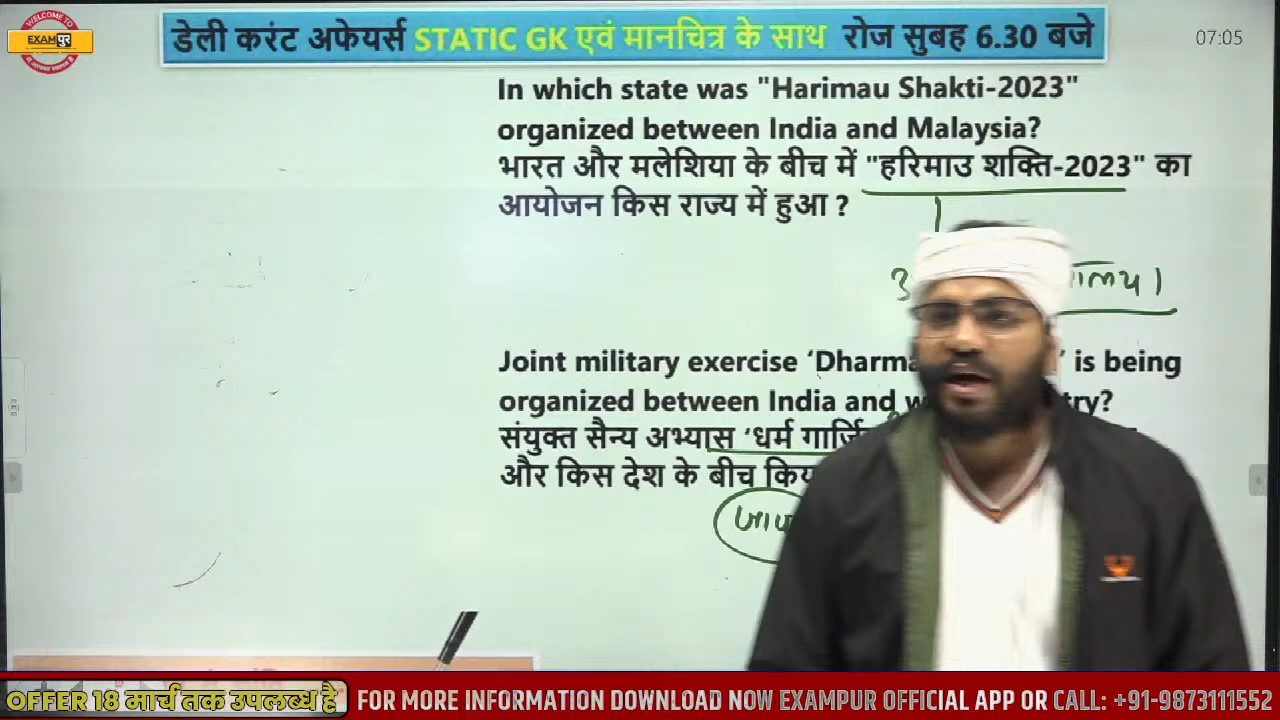 WELCOME TO
EXAMपुर
डेली करंट अफेयर्स STATIC GK एवं मानचित्र के साथ रोज सुबह 6.30 बजे
07:05
In which state was "Harimau Shakti-2023"
organized between India and Malaysia?
भारत और मलेशिया के बीच में "हरिमाउ शक्ति-2023" का
आयोजन किस राज्य में हुआ ?
Joint military exercise ‘Dharma ’ is being
organized between India and
संयुक्त सैन्य अभ्यास ‘धर्म
और किस देश के बीच
OFFER 18 मार्च तक उपलब्ध है
FOR MORE INFORMATION DOWNLOAD NOW EXAMPUR OFFICIAL APP OR CALL: +91-9873111552